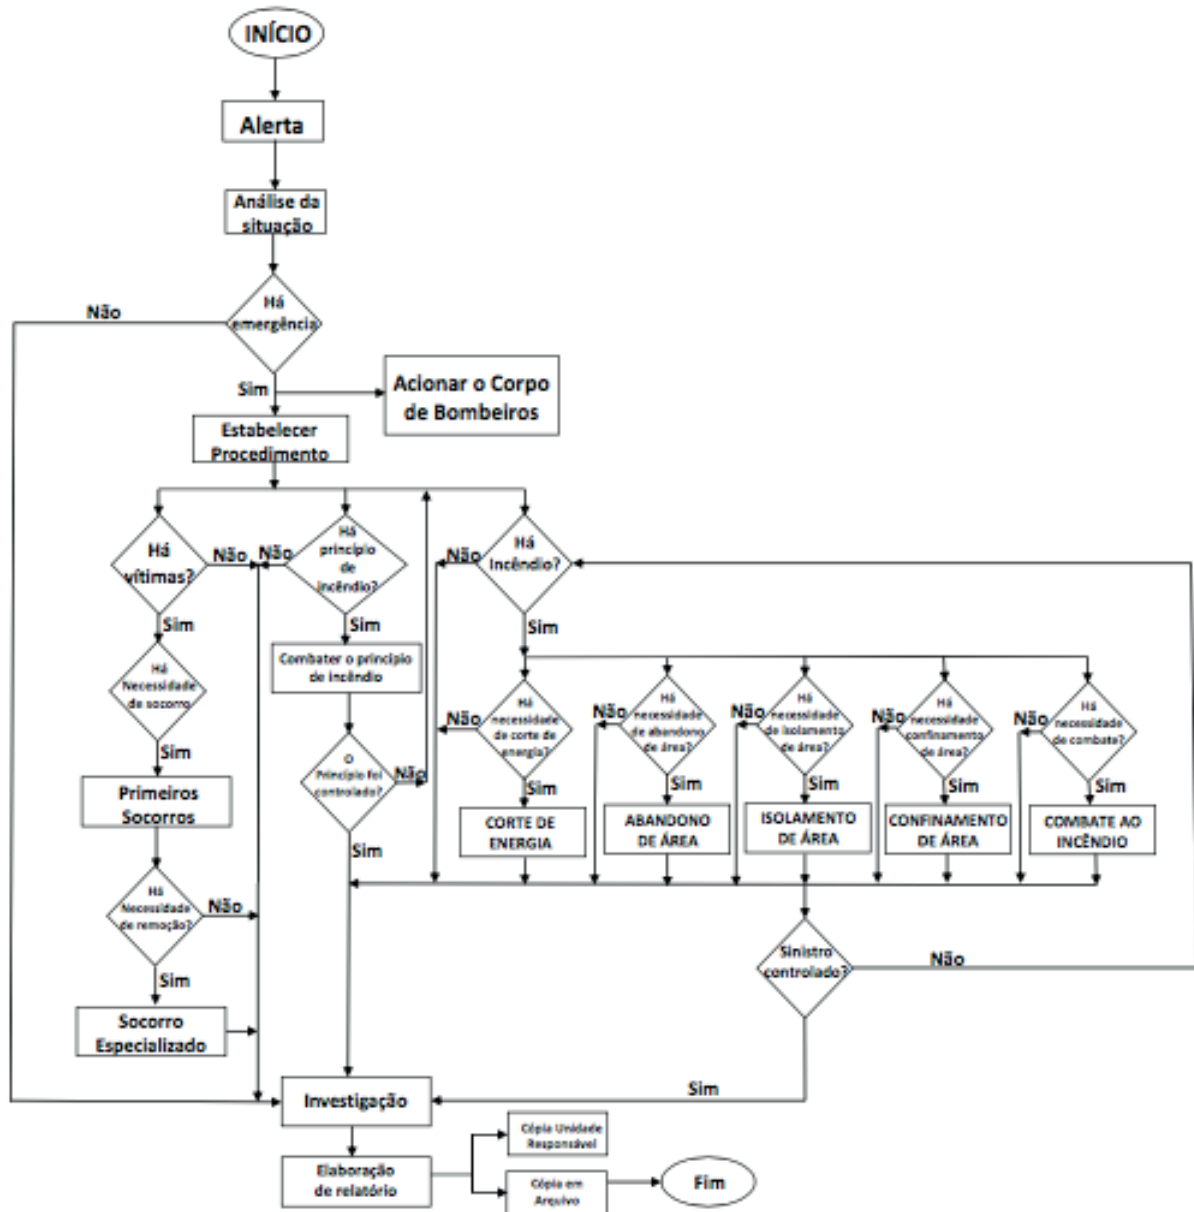 INÍCIO
Alerta
Análise da
situação
Há
emergência
Não
Sim
Acionar o Corpo
de Bombeiros
Estabelecer
Procedimento
Há
vítimas?
Não
Sim
Há
Necessidade
de socorro
Sim
Primeiros
Socorros
Há
Necessidade
de remoção?
Não
Sim
Socorro
Especializado
Há
princípio
de
incêndio?
Não
Sim
Combater o princípio
de incêndio
O
Princípio foi
controlado?
Não
Sim
Há
Incêndio?
Não
Sim
Há
necessidade
de corte de
energia?
Não
Sim
CORTE DE
ENERGIA
Há
necessidade
de abandono
de área?
Não
Sim
ABANDONO
DE ÁREA
Há
necessidade
de isolamento
de área?
Não
Sim
ISOLAMENTO
DE ÁREA
Há
necessidade
confinamento
de área?
Não
Sim
CONFINAMENTO
DE ÁREA
Há
necessidade
de combate?
Não
Sim
COMBATE AO
INCÊNDIO
Sinistro
controlado?
Não
Sim
Investigação
Elaboração
de relatório
Cópia Unidade
Responsável
Cópia em
Arquivo
Fim